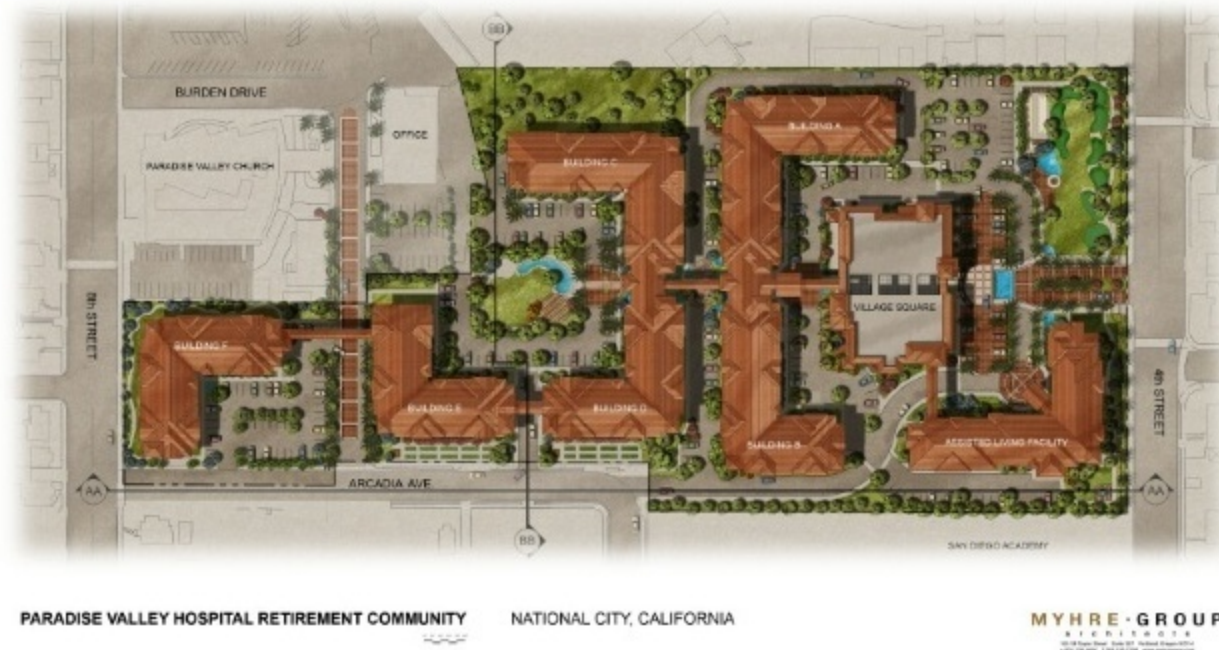 BB
BURDEN DRIVE
OFFICE
BUILDING A
PARADISE VALLEY CHURCH
BUILDING C
8th STREET
VILLAGE SQUARE
BUILDING F
4th STREET
BUILDING E
BUILDING D
BUILDING B
ASSISTED LIVING FACILITY
ARCADIA AVE.
AA
AA
BB
SAN DIEGO ACADEMY
PARADISE VALLEY HOSPITAL RETIREMENT COMMUNITY
NATIONAL CITY, CALIFORNIA
MYHRE·GROUP
architects